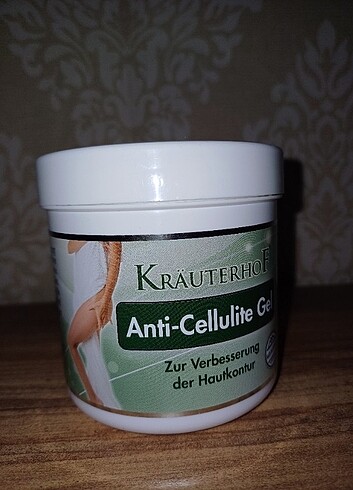 KRÄUTERHOF
Anti-Cellulite Gel
Zur Verbesserung
der Hautkontur